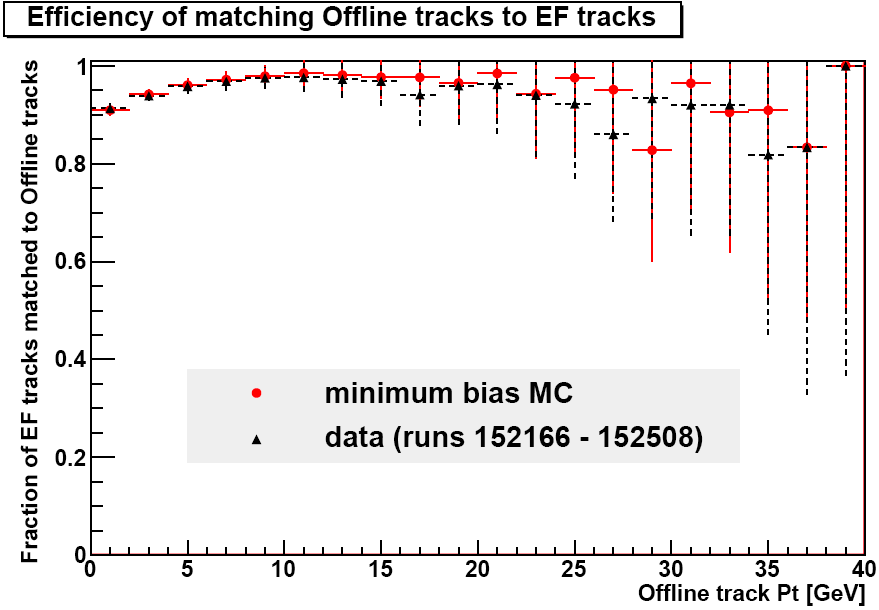 Efficiency of matching Offline tracks to EF tracks
Fraction of EF tracks matched to Offline tracks
1
0.8
0.6
0.4
0.2
0
minimum bias MC
data (runs 152166 - 152508)
0 5 10 15 20 25 30 35 40
Offline track Pt [GeV]